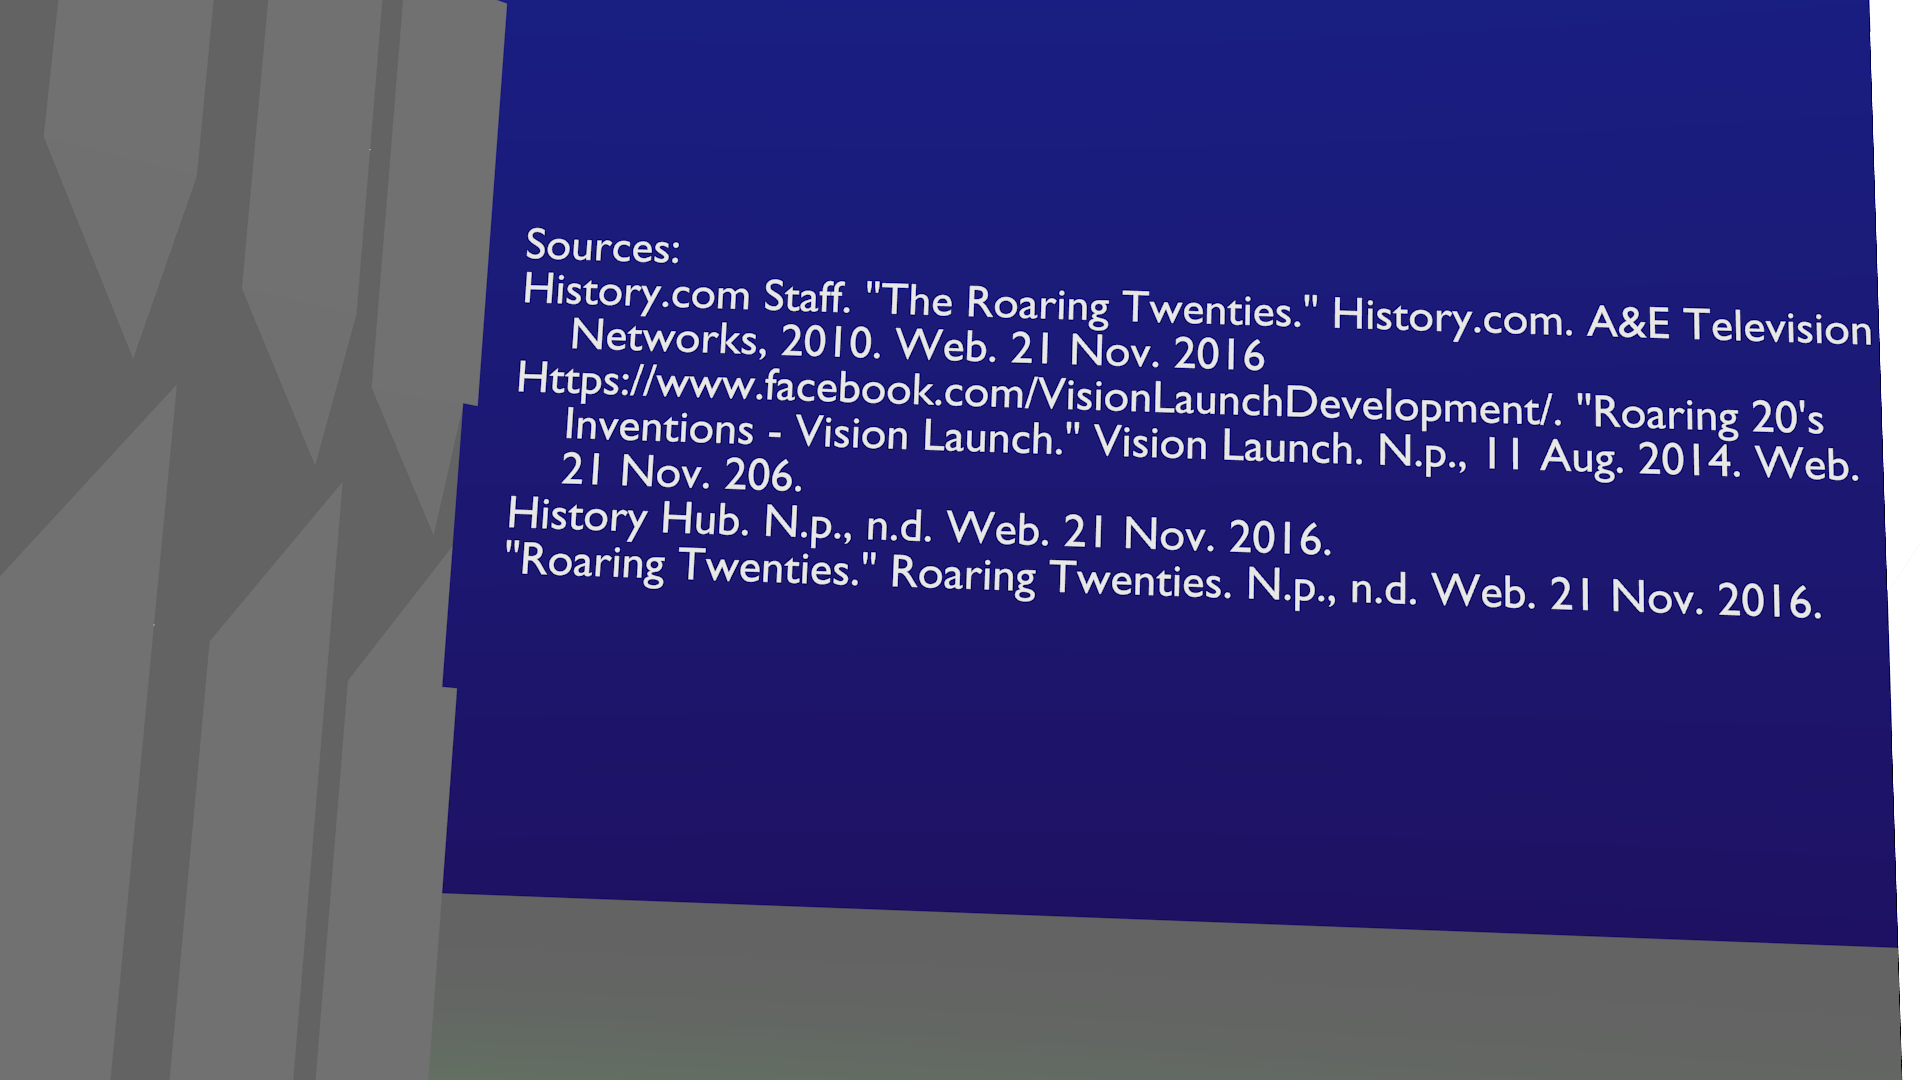 Sources:
History.com Staff. "The Roaring Twenties." History.com. A&E Television
Networks, 2010. Web. 21 Nov. 2016
Https://www.facebook.com/VisionLaunchDevelopment/. "Roaring 20's
Inventions - Vision Launch." Vision Launch. N.p., 11 Aug. 2014. Web.
21 Nov. 206.
History Hub. N.p., n.d. Web. 21 Nov. 2016.
"Roaring Twenties." Roaring Twenties. N.p., n.d. Web. 21 Nov. 2016.